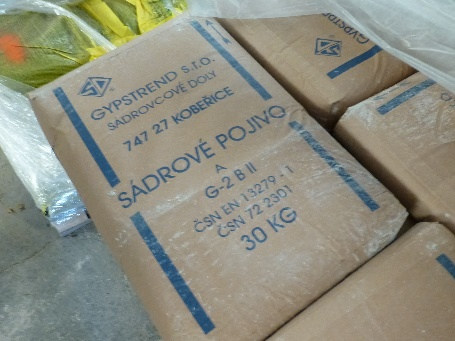 GYPSTREND s.r.o.
SÁDROVCOVÉ DOLY
747 27 KOBEŘICE
SÁDROVÉ POJIVO
A
G-2 B II
ČSN EN 13279-1
ČSN 72 2301
30 KG